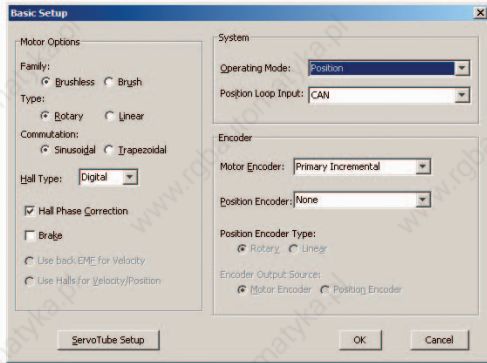 Basic Setup
Motor Options
Family:
Brushless
Brush
Type:
Rotary
Linear
Commutation:
Sinusoidal
Trapezoidal
Hall Type:
Digital
Hall Phase Correction
Brake
Use back EMF for Velocity
Use Halls for Velocity/Position
ServoTube Setup
System
Operating Mode:
Position
Position Loop Input:
CAN
Encoder
Motor Encoder:
Primary Incremental
Position Encoder:
None
Position Encoder Type:
Rotary
Linear
Encoder Output Source:
Motor Encoder
Position Encoder
OK
Cancel
www.rgbautomatyka.pl